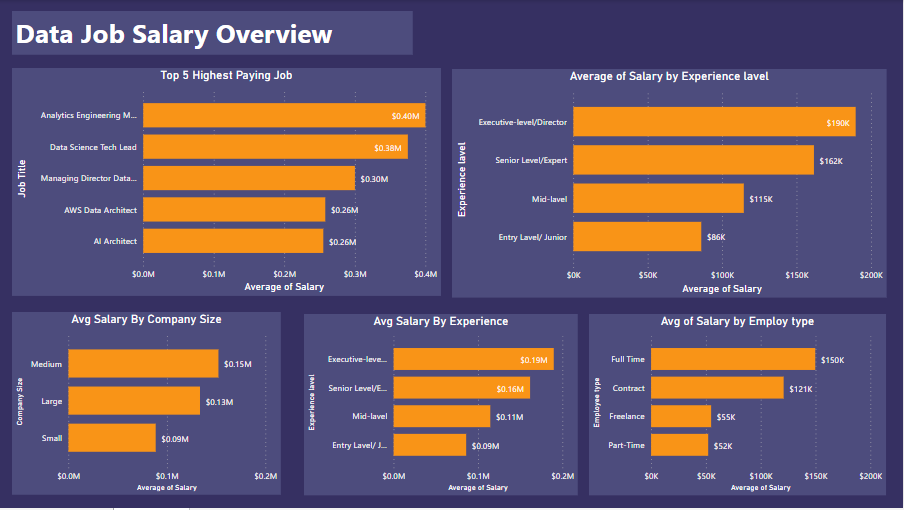 Data Job Salary Overview
Top 5 Highest Paying Job
Job Title
Analytics Engineering M... $0.40M
Data Science Tech Lead $0.38M
Managing Director Data... $0.30M
AWS Data Architect $0.26M
AI Architect $0.26M
$0.0M $0.1M $0.2M $0.3M $0.4M
Average of Salary
Average of Salary by Experience lavel
Experience lavel
Executive-level/Director $190K
Senior Level/Expert $162K
Mid-level $115K
Entry Lavel/ Junior $86K
$0K $50K $100K $150K $200K
Average of Salary
Avg Salary By Company Size
Company Size
Medium $0.15M
Large $0.13M
Small $0.09M
$0.0M $0.1M $0.2M
Average of Salary
Avg Salary By Experience
Experience lavel
Executive-leve... $0.19M
Senior Level/E... $0.16M
Mid-level $0.11M
Entry Lavel/ J... $0.09M
$0.0M $0.1M $0.2M
Average of Salary
Avg of Salary by Employ type
Employee type
Full Time $150K
Contract $121K
Freelance $55K
Part-Time $52K
$0K $50K $100K $150K $200K
Average of Salary